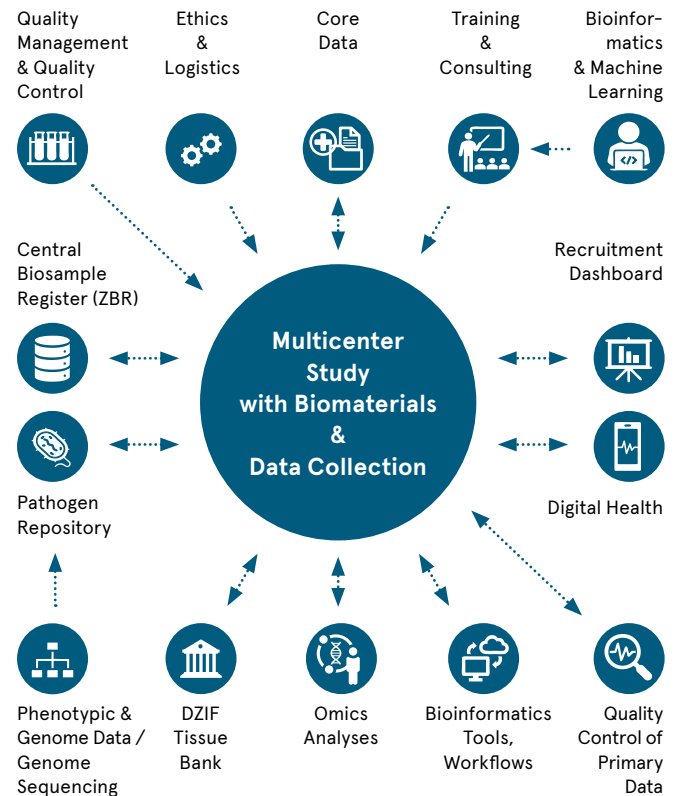 Quality
Management
& Quality
Control
Ethics
&
Logistics
Core
Data
Training
&
Consulting
Bioinfor-
matics
& Machine
Learning
</>
Central
Biosample
Register (ZBR)
Recruitment
Dashboard
Multicenter
Study
with Biomaterials
&
Data Collection
Pathogen
Repository
Digital Health
Phenotypic &
Genome Data /
Genome
Sequencing
DZIF
Tissue
Bank
Omics
Analyses
Bioinformatics
Tools,
Workflows
Quality
Control of
Primary
Data